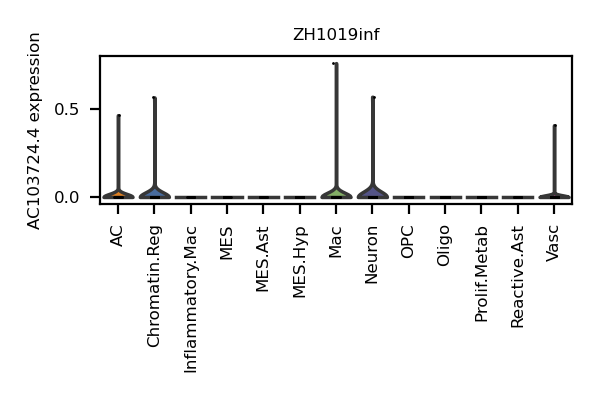 ZH1019inf
AC103724.4 expression
0.5
0.0
AC
Chromatin.Reg
Inflammatory.Mac
MES
MES.Ast
MES.Hyp
Mac
Neuron
OPC
Oligo
Prolif.Metab
Reactive.Ast
Vasc